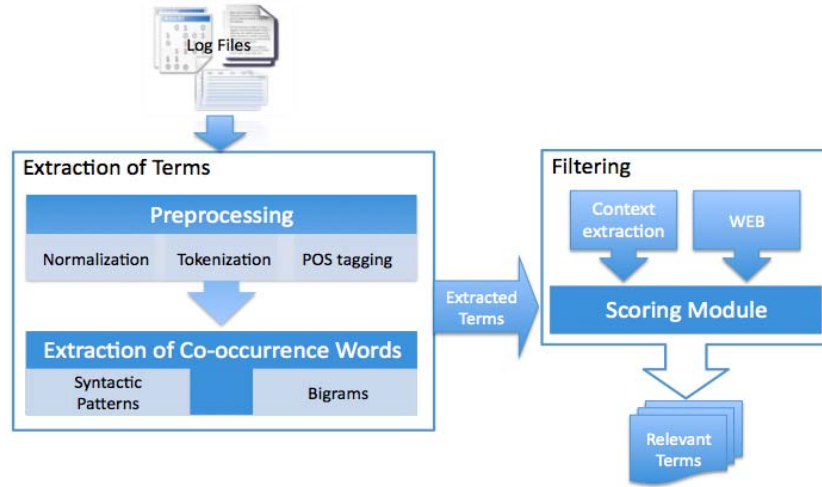 Log Files
Extraction of Terms
Preprocessing
Normalization
Tokenization
POS tagging
Extraction of Co-occurrence Words
Syntactic
Patterns
Bigrams
Extracted
Terms
Filtering
Context
extraction
WEB
Scoring Module
Relevant
Terms